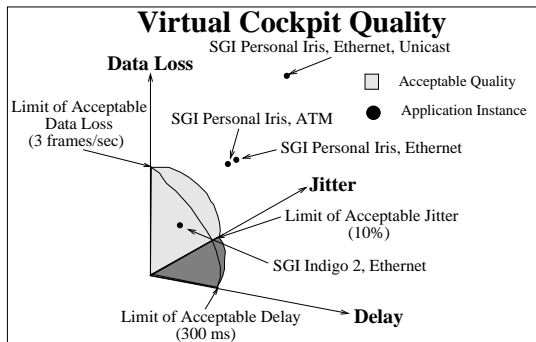 Virtual Cockpit Quality
SGI Personal Iris, Ethernet, Unicast
Data Loss
Acceptable Quality
Application Instance
Limit of Acceptable
Data Loss
(3 frames/sec)
SGI Personal Iris, ATM
SGI Personal Iris, Ethernet
Jitter
Limit of Acceptable Jitter
(10%)
SGI Indigo 2, Ethernet
Limit of Acceptable Delay
(300 ms)
Delay